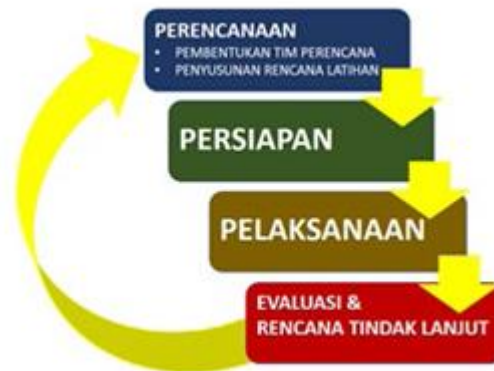 PERENCANAAN
• PEMBENTUKAN TIM PERENCANA
• PENYUSUNAN RENCANA LATIHAN
PERSIAPAN
PELAKSANAAN
EVALUASI &
RENCANA TINDAK LANJUT